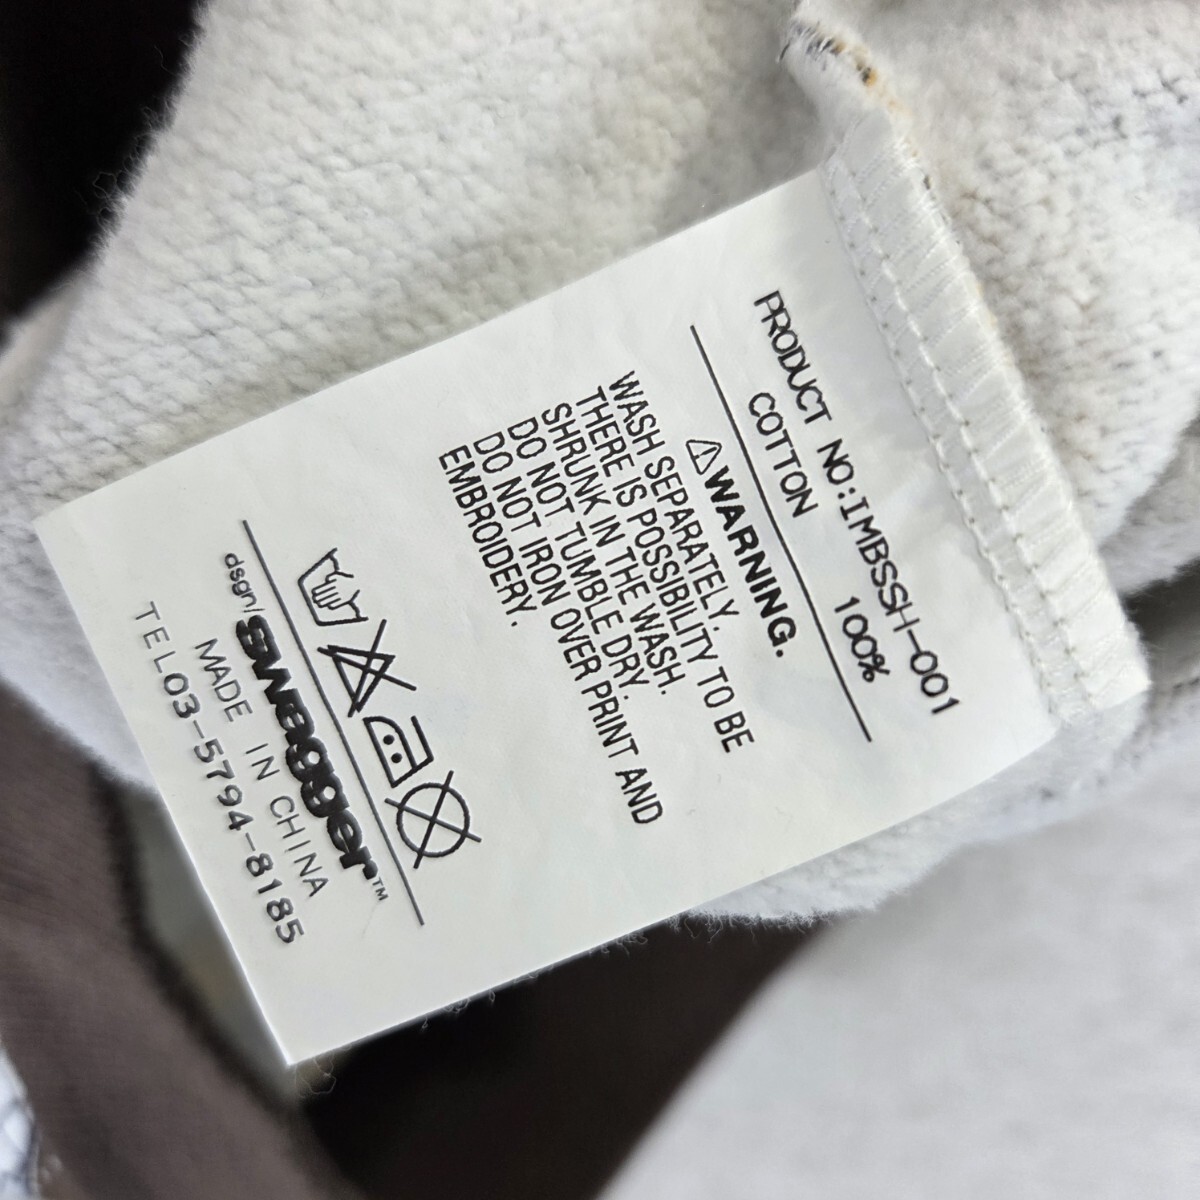 PRODUCT NO:IMBSSH-001
COTTON 100%
⚠WARNING.
WASH SEPARATELY.
THERE IS POSSIBILITY TO BE
SHRUNK IN THE WASH.
DO NOT TUMBLE DRY.
DO NOT IRON OVER PRINT AND
EMBROIDERY.
dsgn/swagger™
MADE IN CHINA
TEL03-5794-8185